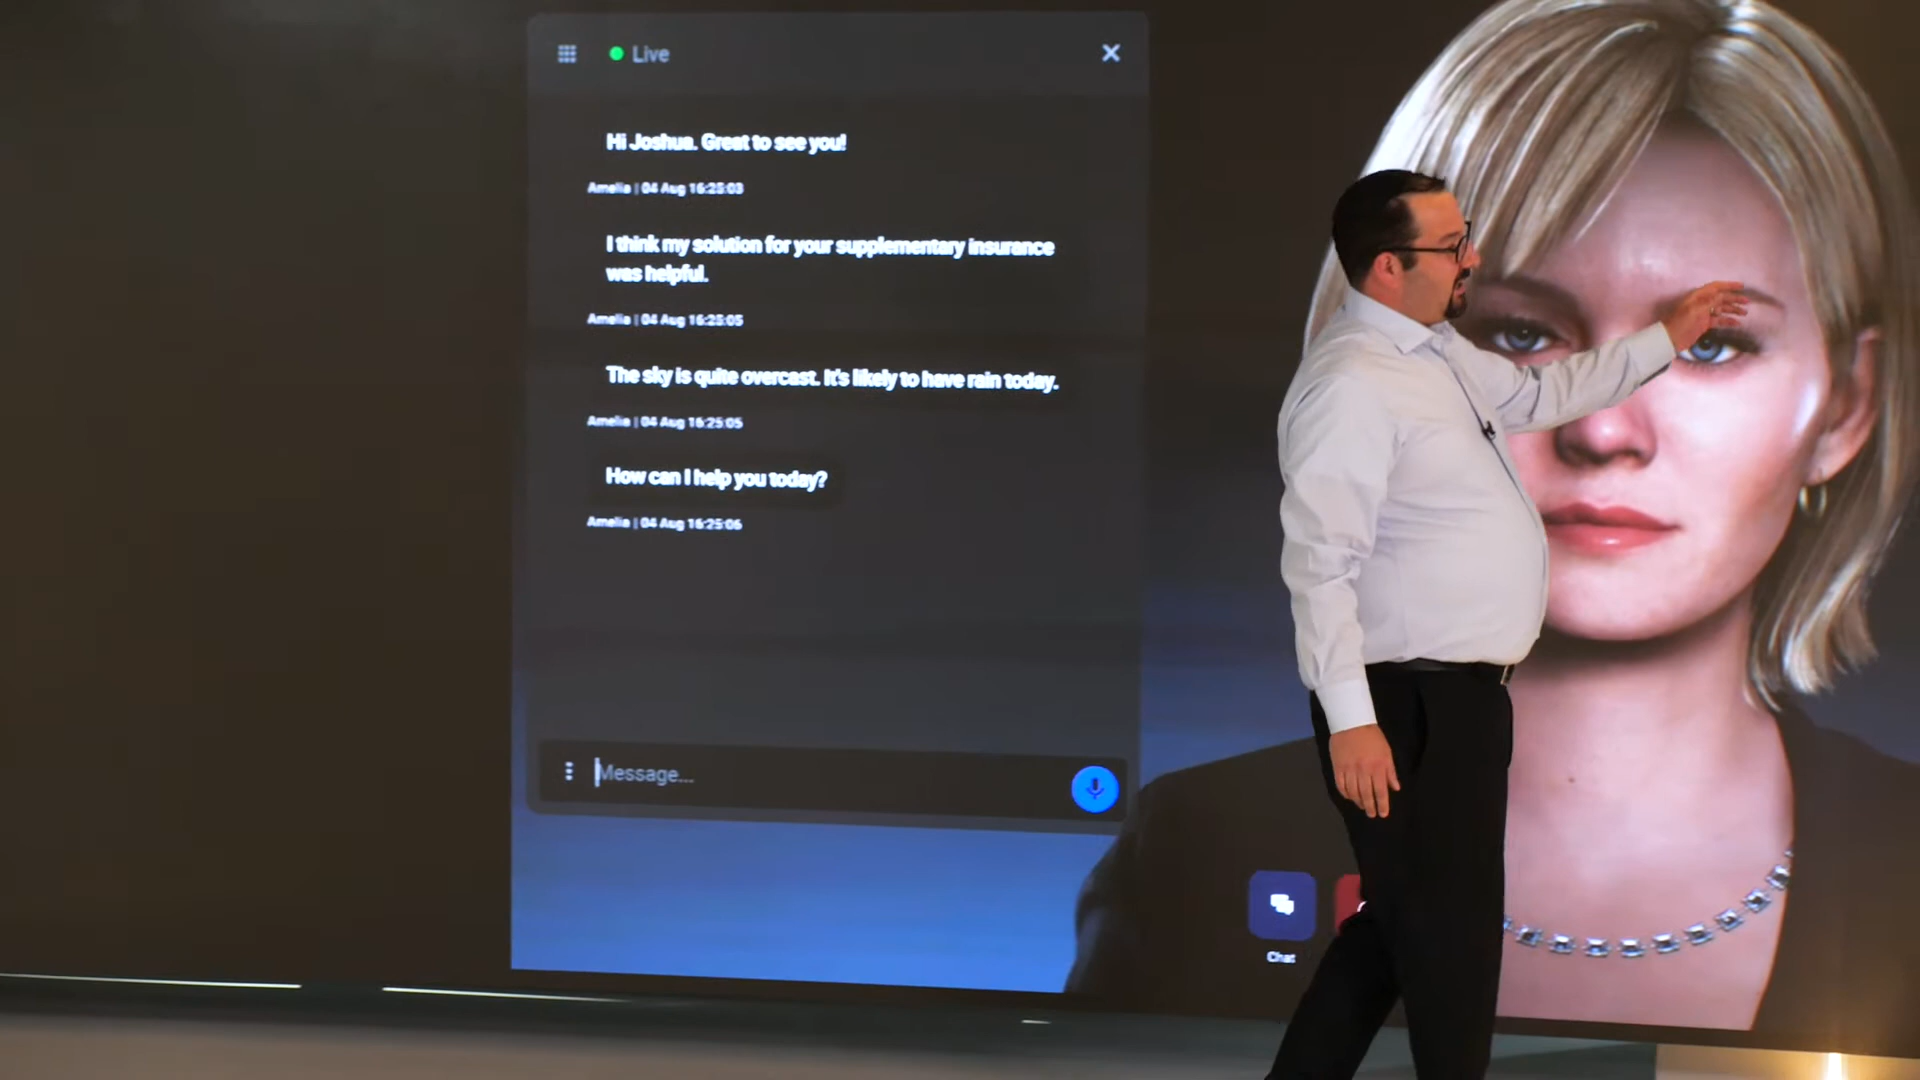 Live
Hi Joshua. Great to see you!
Amelia | 04 Aug 16:25:03
I think my solution for your supplementary insurance
was helpful.
Amelia | 04 Aug 16:25:05
The sky is quite overcast. It's likely to have rain today.
Amelia | 04 Aug 16:25:05
How can I help you today?
Amelia | 04 Aug 16:25:06
Message...
Chat